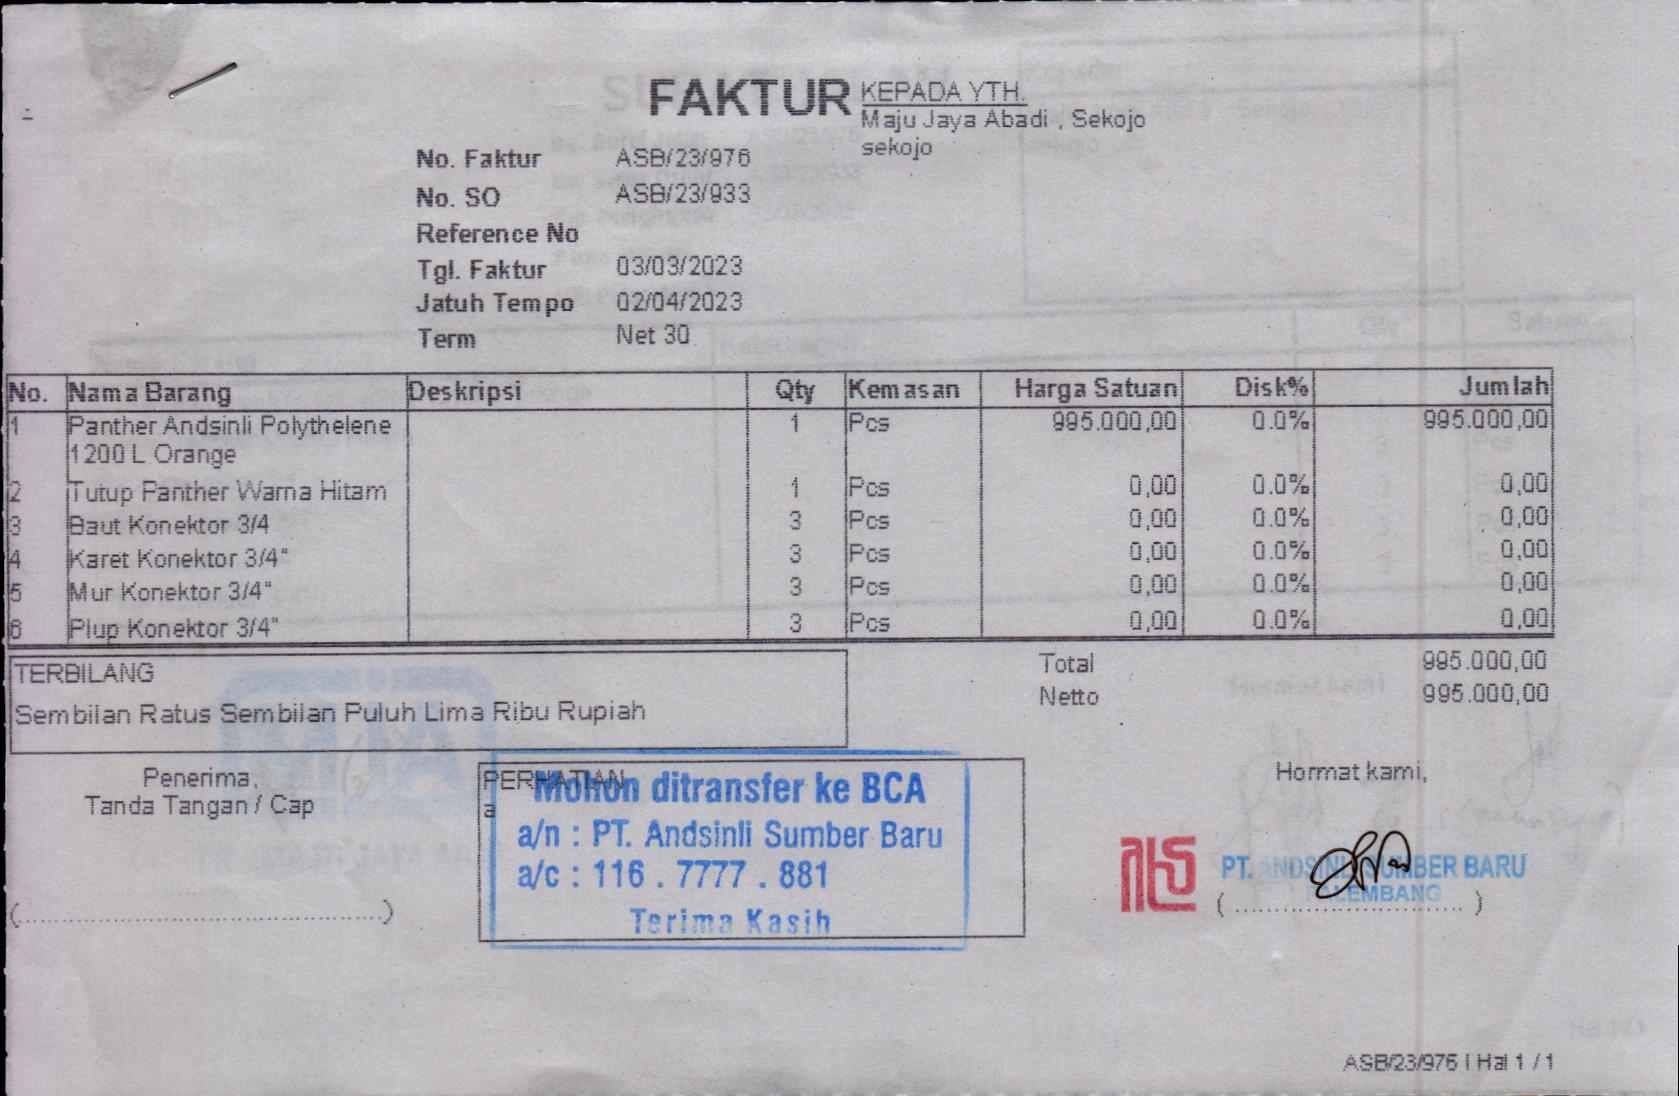 FAKTUR
KEPADA YTH.
Maju Jaya Abadi , Sekojo
sekojo
No. Faktur ASB/23/976
No. SO ASB/23/933
Reference No
Tgl. Faktur 03/03/2023
Jatuh Tempo 02/04/2023
Term Net 30
No. Nama Barang Deskripsi Qty Kemasan Harga Satuan Disk% Jumlah
1 Panther Andsinli Polythelene 1 Pcs 995.000,00 0.0% 995.000,00
1200 L Orange
2 Tutup Panther Warna Hitam 1 Pcs 0,00 0.0% 0,00
3 Baut Konektor 3/4 3 Pcs 0,00 0.0% 0,00
4 Karet Konektor 3/4" 3 Pcs 0,00 0.0% 0,00
5 Mur Konektor 3/4" 3 Pcs 0,00 0.0% 0,00
6 Plup Konektor 3/4" 3 Pcs 0,00 0.0% 0,00
TERBILANG
Sembilan Ratus Sembilan Puluh Lima Ribu Rupiah
Total 995.000,00
Netto 995.000,00
Penerima,
Tanda Tangan / Cap
(....................................)
PERHATIAN
a
Mohon ditransfer ke BCA
a/n : PT. Andsinli Sumber Baru
a/c : 116 . 7777 . 881
Terima Kasih
Hormat kami,
PT. ANDSINLI SUMBER BARU
PALEMBANG
(..............................)
ASB/23/976 | Hal 1 / 1